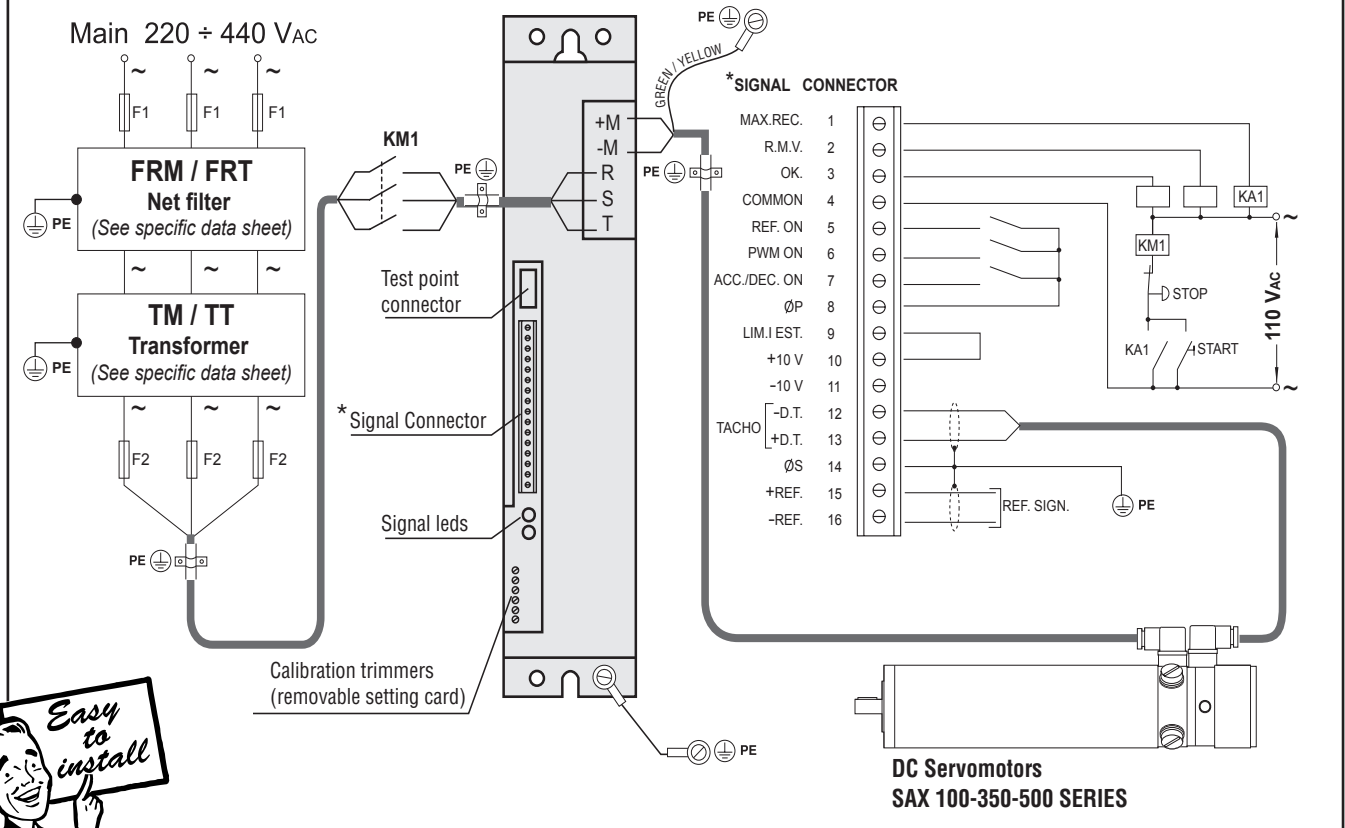 Main 220 ÷ 440 VAC
~ ~ ~
F1 F1 F1
FRM / FRT
Net filter
(See specific data sheet)
PE
~ ~ ~
TM / TT
Transformer
(See specific data sheet)
PE
~ ~ ~
F2 F2 F2
PE
KM1
PE
+M
-M
R
S
T
PE
GREEN / YELLOW
PE
Test point
connector
*Signal Connector
Signal leds
Calibration trimmers
(removable setting card)
PE
*SIGNAL CONNECTOR
MAX.REC. 1
R.M.V. 2
OK. 3
COMMON 4
REF. ON 5
PWM ON 6
ACC./DEC. ON 7
ØP 8
LIM.I EST. 9
+10 V 10
-10 V 11
TACHO
-D.T. 12
+D.T. 13
ØS 14
+REF. 15
-REF. 16
KA1
~
KM1
STOP
KA1
START
110 VAC
~
REF. SIGN.
PE
DC Servomotors
SAX 100-350-500 SERIES
Easy
to
install